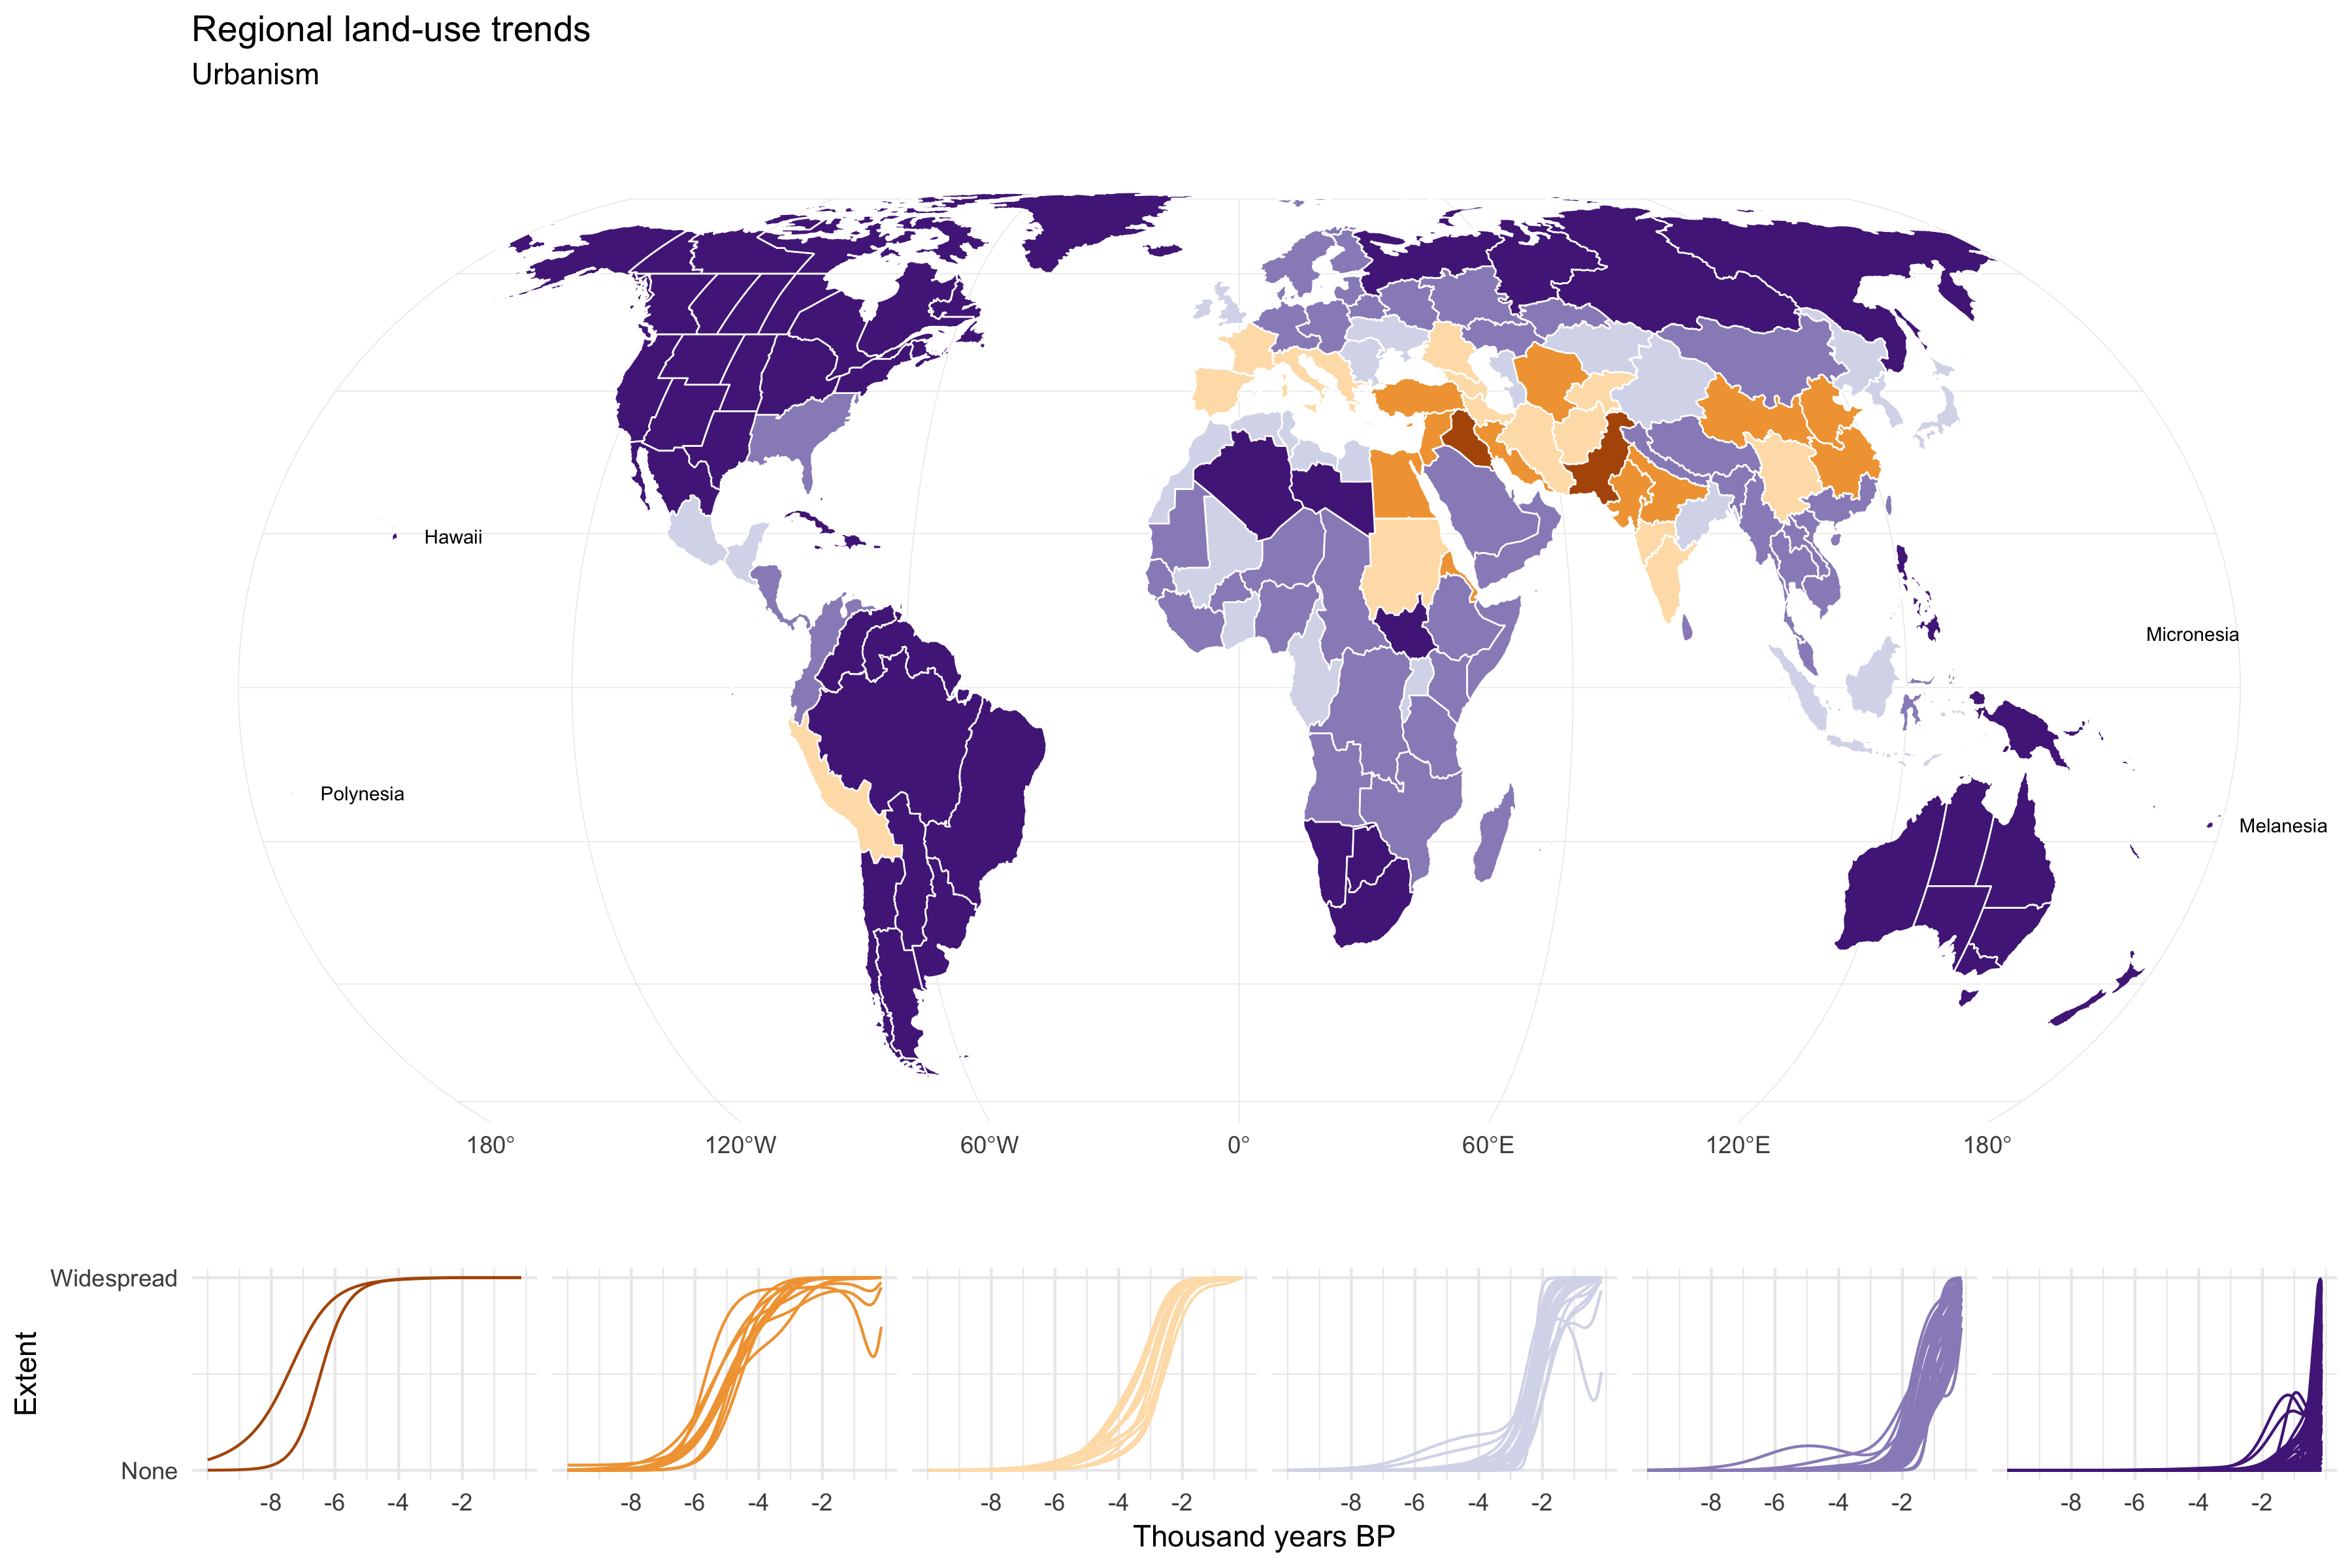 Regional land-use trends
Urbanism
Hawaii
Micronesia
Polynesia
Melanesia
180° 120°W 60°W 0° 60°E 120°E 180°
Widespread
Extent
None
-8 -6 -4 -2 -8 -6 -4 -2 -8 -6 -4 -2 -8 -6 -4 -2 -8 -6 -4 -2 -8 -6 -4 -2
Thousand years BP